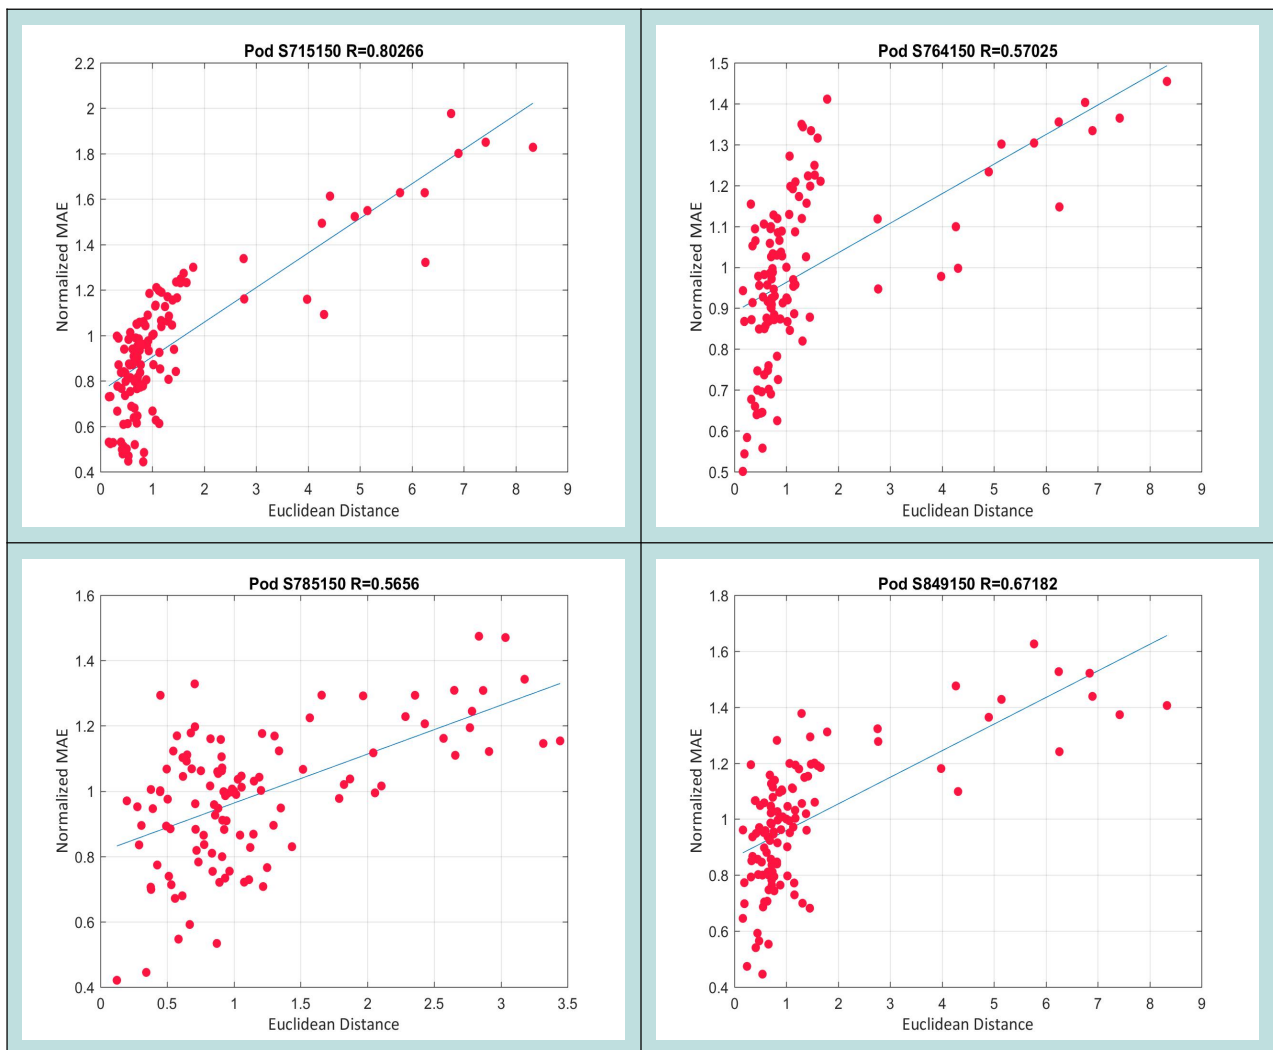 Pod S715150 R=0.80266
2.2
2
1.8
1.6
1.4
1.2
1
0.8
0.6
0.4
Normalized MAE
0 1 2 3 4 5 6 7 8 9
Euclidean Distance
Pod S764150 R=0.57025
1.5
1.4
1.3
1.2
1.1
1
0.9
0.8
0.7
0.6
0.5
Normalized MAE
0 1 2 3 4 5 6 7 8 9
Euclidean Distance
Pod S785150 R=0.5656
1.6
1.4
1.2
1
0.8
0.6
0.4
Normalized MAE
0 0.5 1 1.5 2 2.5 3 3.5
Euclidean Distance
Pod S849150 R=0.67182
1.8
1.6
1.4
1.2
1
0.8
0.6
0.4
Normalized MAE
0 1 2 3 4 5 6 7 8 9
Euclidean Distance